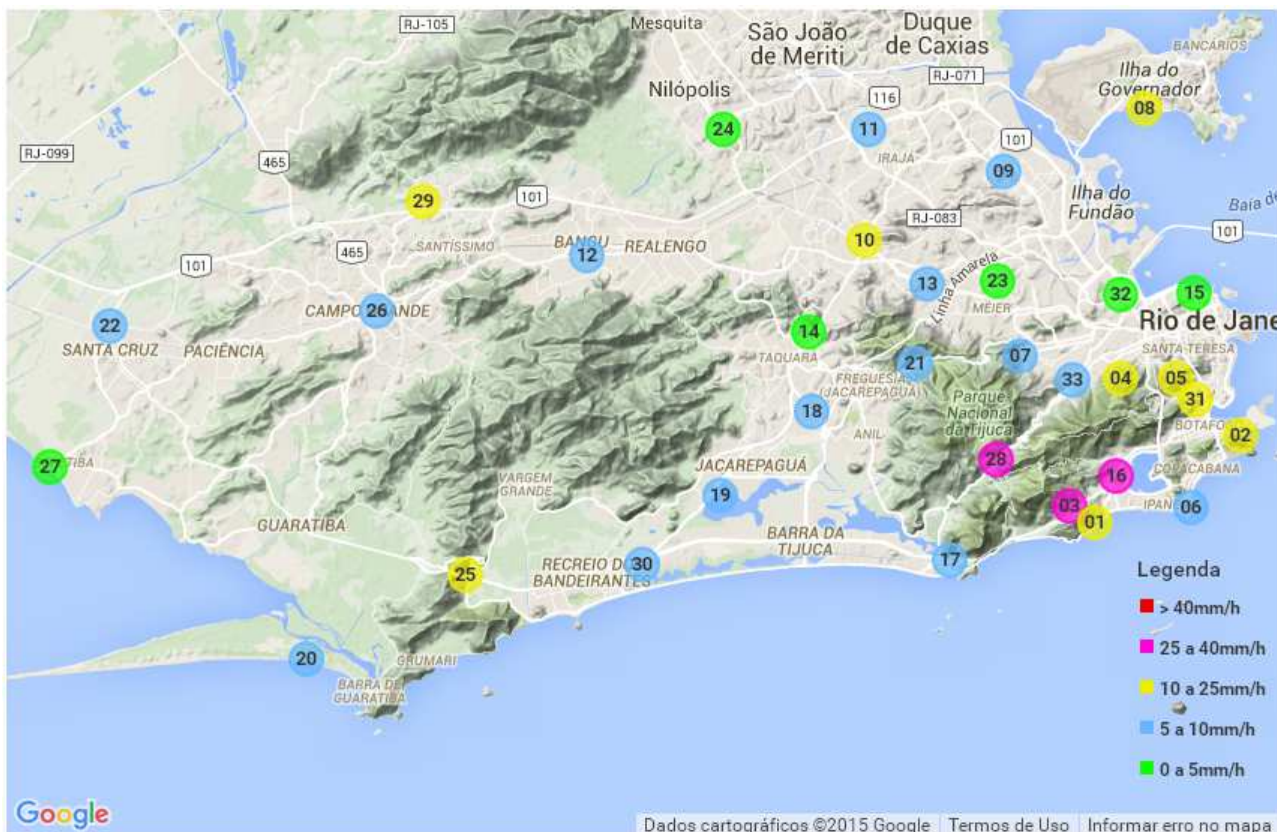 RJ-105
Mesquita
São João
de Meriti
Duque
de Caxias
BANCÁRIOS
RJ-071
Ilha do
Governador
Nilópolis
116
08
24
11
101
RJ-099
465
IRAJÁ
09
29
101
RJ-083
Ilha do
Fundão
Baía de
101
SANTÍSSIMO
465
BANGU
REALENGO
10
12
101
Linha Amarela
13
23
MÉIER
32
15
CAMPO GRANDE
26
22
SANTA CRUZ
PACIÊNCIA
14
TAQUARA
Rio de Jane
SANTA TERESA
21
07
FREGUESIA
(JACAREPAGUÁ)
33
04
05
31
Parque
Nacional
da Tijuca
18
ANIL
BOTAFO
02
27
TIBA
28
16
COPACABANA
JACAREPAGUÁ
VARGEM
GRANDE
19
03
01
IPAN
06
GUARATIBA
BARRA DA
TIJUCA
17
25
RECREIO DOS
BANDEIRANTES
30
20
GRUMARI
BARRA DE
GUARATIBA
Legenda
> 40mm/h
25 a 40mm/h
10 a 25mm/h
5 a 10mm/h
0 a 5mm/h
Google
Dados cartográficos ©2015 Google
Termos de Uso
Informar erro no mapa